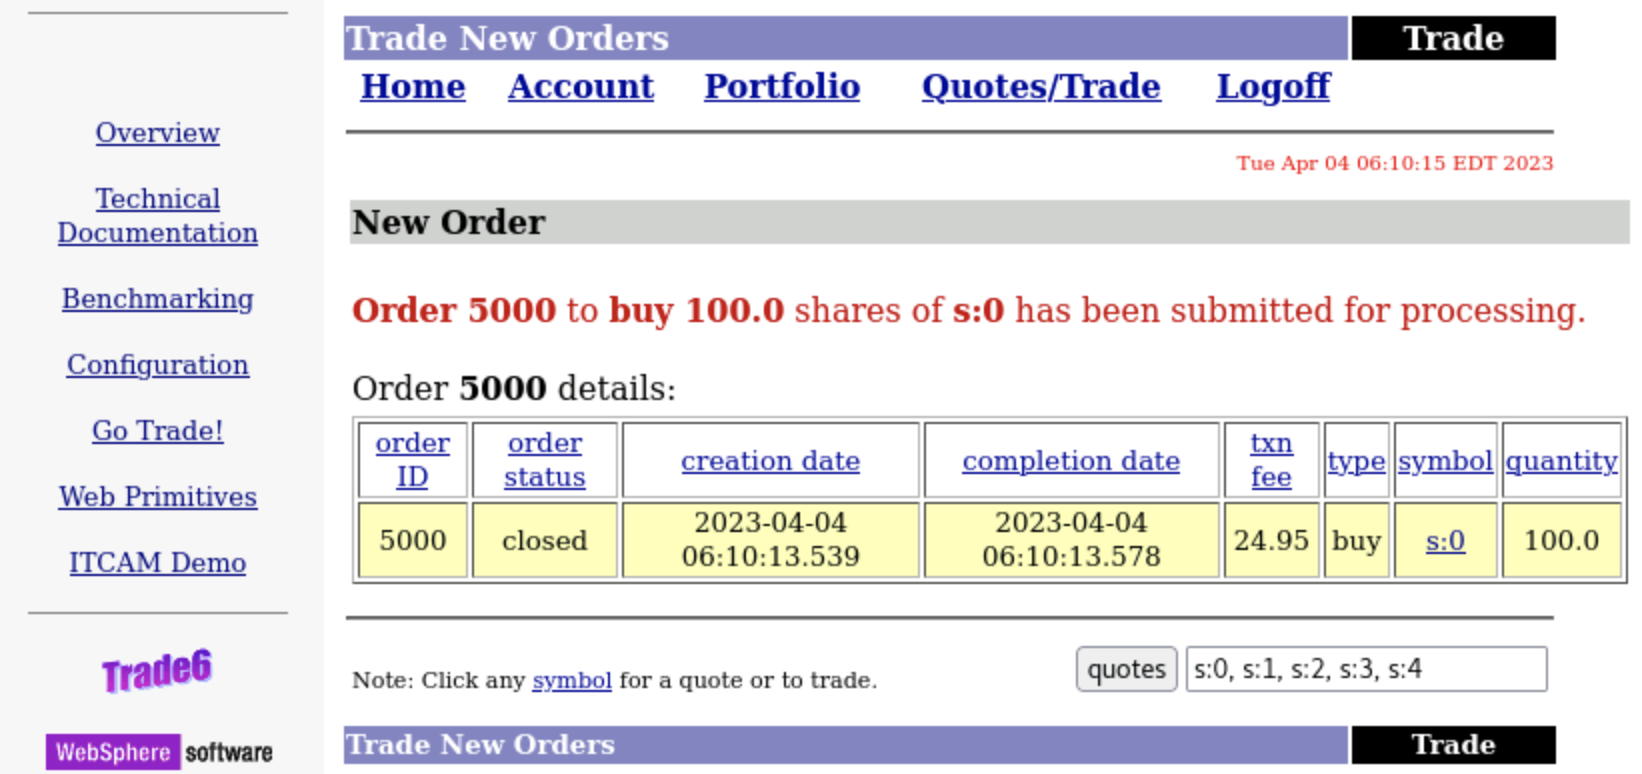 Overview
Technical
Documentation
Benchmarking
Configuration
Go Trade!
Web Primitives
ITCAM Demo
Trade6
WebSphere software
Trade New Orders Trade
Home Account Portfolio Quotes/Trade Logoff
Tue Apr 04 06:10:15 EDT 2023
New Order
Order 5000 to buy 100.0 shares of s:0 has been submitted for processing.
Order 5000 details:
order ID order status creation date completion date txn fee type symbol quantity
5000 closed 2023-04-04 06:10:13.539 2023-04-04 06:10:13.578 24.95 buy s:0 100.0
Note: Click any symbol for a quote or to trade. quotes s:0, s:1, s:2, s:3, s:4
Trade New Orders Trade